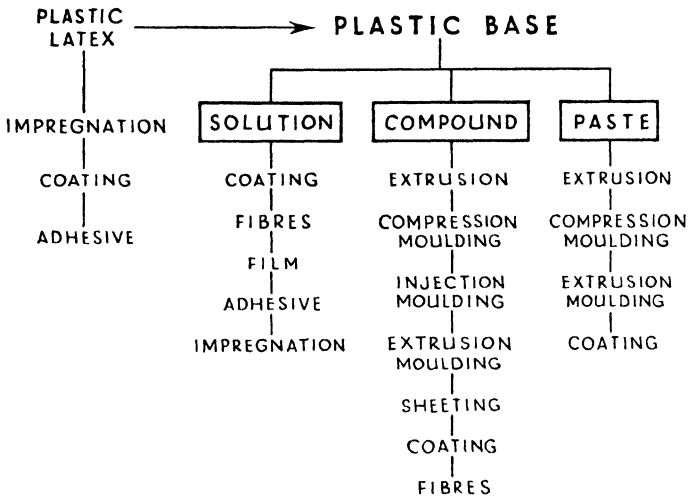 PLASTIC
LATEX
PLASTIC BASE
IMPREGNATION
COATING
ADHESIVE
SOLUTION
COATING
FIBRES
FILM
ADHESIVE
IMPREGNATION
COMPOUND
EXTRUSION
COMPRESSION
MOULDING
INJECTION
MOULDING
EXTRUSION
MOULDING
SHEETING
COATING
FIBRES
PASTE
EXTRUSION
COMPRESSION
MOULDING
EXTRUSION
MOULDING
COATING